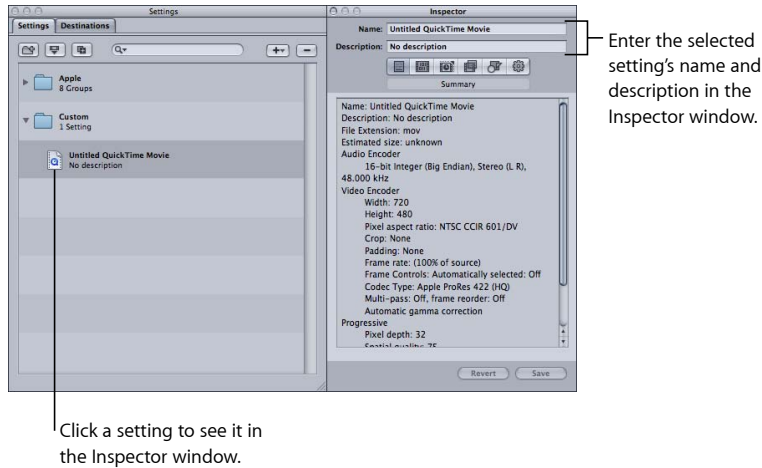 Settings
Settings Destinations
Apple
8 Groups
Custom
1 Setting
Untitled QuickTime Movie
No description
Inspector
Name: Untitled QuickTime Movie
Description: No description
Summary
Name: Untitled QuickTime Movie
Description: No description
File Extension: mov
Estimated size: unknown
Audio Encoder
16-bit Integer (Big Endian), Stereo (L R),
48.000 kHz
Video Encoder
Width: 720
Height: 480
Pixel aspect ratio: NTSC CCIR 601/DV
Crop: None
Padding: None
Frame rate: (100% of source)
Frame Controls: Automatically selected: Off
Codec Type: Apple ProRes 422 (HQ)
Multi-pass: Off, frame reorder: Off
Automatic gamma correction
Progressive
Pixel depth: 32
Spatial quality: 75
Revert Save
Enter the selected
setting's name and
description in the
Inspector window.
Click a setting to see it in
the Inspector window.